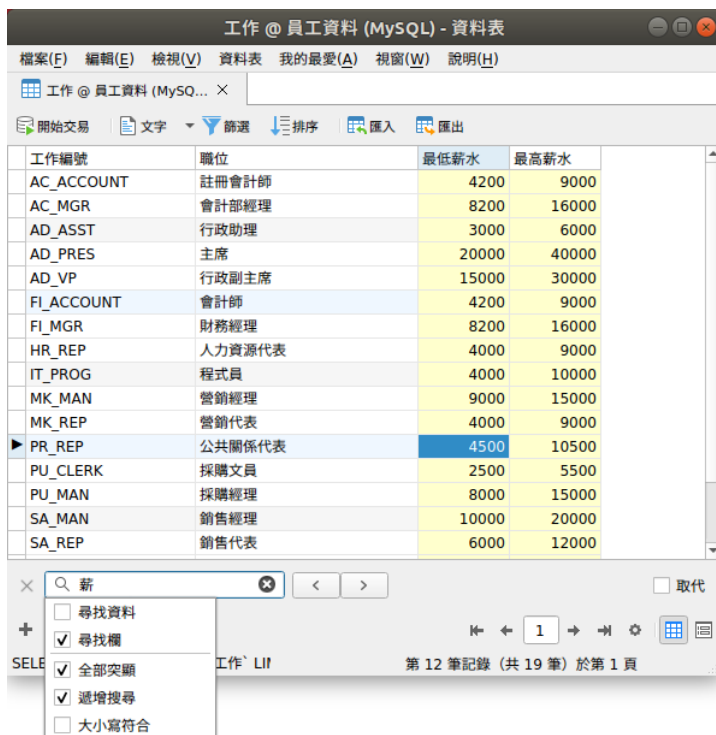 工作 @ 員工資料 (MySQL) - 資料表
檔案(F) 編輯(E) 檢視(V) 資料表 我的最愛(A) 視窗(W) 說明(H)
工作 @ 員工資料 (MySQ...
開始交易 文字 篩選 排序 匯入 匯出
工作編號 職位 最低薪水 最高薪水
AC_ACCOUNT 註冊會計師 4200 9000
AC_MGR 會計部經理 8200 16000
AD_ASST 行政助理 3000 6000
AD_PRES 主席 20000 40000
AD_VP 行政副主席 15000 30000
FI_ACCOUNT 會計師 4200 9000
FI_MGR 財務經理 8200 16000
HR_REP 人力資源代表 4000 9000
IT_PROG 程式員 4000 10000
MK_MAN 營銷經理 9000 15000
MK_REP 營銷代表 4000 9000
PR_REP 公共關係代表 4500 10500
PU_CLERK 採購文員 2500 5500
PU_MAN 採購經理 8000 15000
SA_MAN 銷售經理 10000 20000
SA_REP 銷售代表 6000 12000
薪 取代
尋找資料
尋找欄
1
全部突顯
SELE 工作` LI 第 12 筆記錄 (共 19 筆) 於第 1 頁
遞增搜尋
大小寫符合